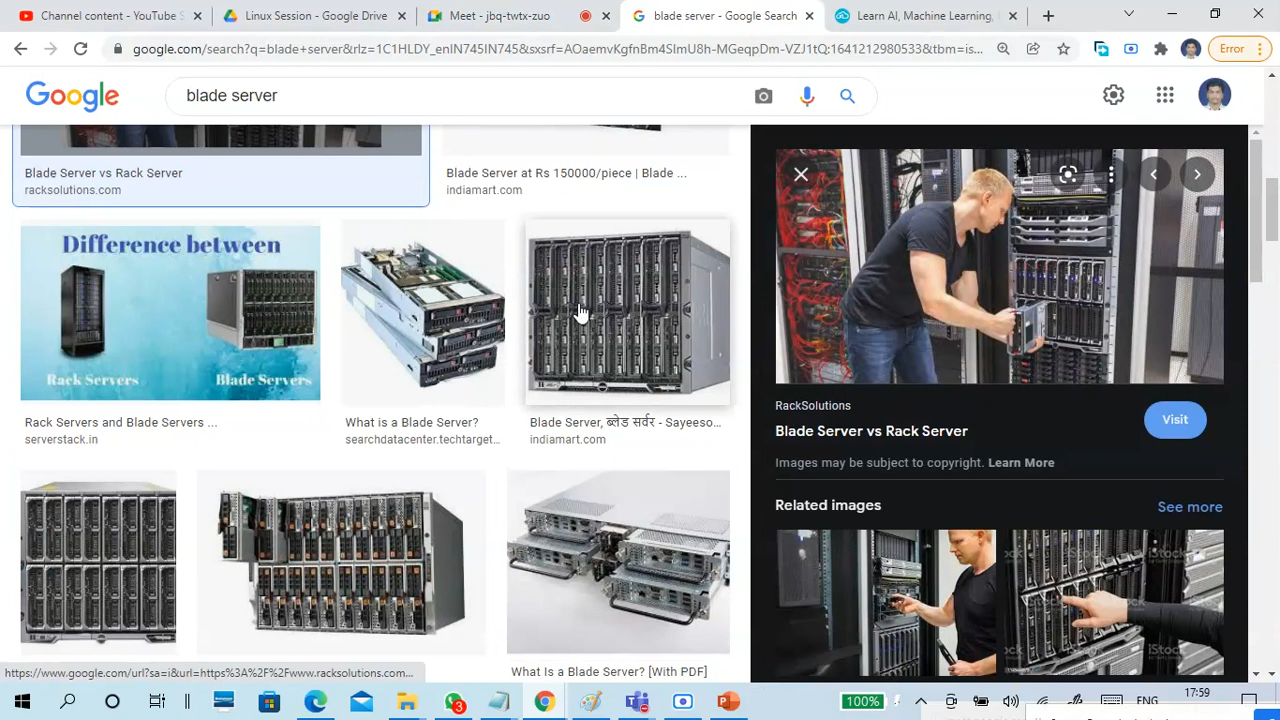 Channel content - YouTube S
Linux Session - Google Drive
Meet - jbq-twtx-zuo
blade server - Google Search
Learn AI, Machine Learning,
google.com/search?q=blade+server&rlz=1C1YJLDY_enIN745IN745&sxsrf=AOaemvKgfnBm4SImU8h-MGeqpDm-VZJ1tQ:1641212980533&tbm=is...
Error
Google
blade server
Blade Server vs Rack Server
racksolutions.com
Blade Server at Rs 150000/piece | Blade ...
indiamart.com
Difference between
Rack Servers
Blade Servers
Rack Servers and Blade Servers ...
serverstack.in
What is a Blade Server?
searchdatacenter.techtarget...
Blade Server, ब्लेड सर्वर - Sayeeso...
indiamart.com
What Is a Blade Server? [With PDF]
RackSolutions
Blade Server vs Rack Server
Visit
Images may be subject to copyright. Learn More
Related images
See more
iStock
iStock
iStock
https://www.google.com/url?sa=i&url=https%3A%2F%2Fwww.racksolutions.com...
3
100%
ENG
17:59